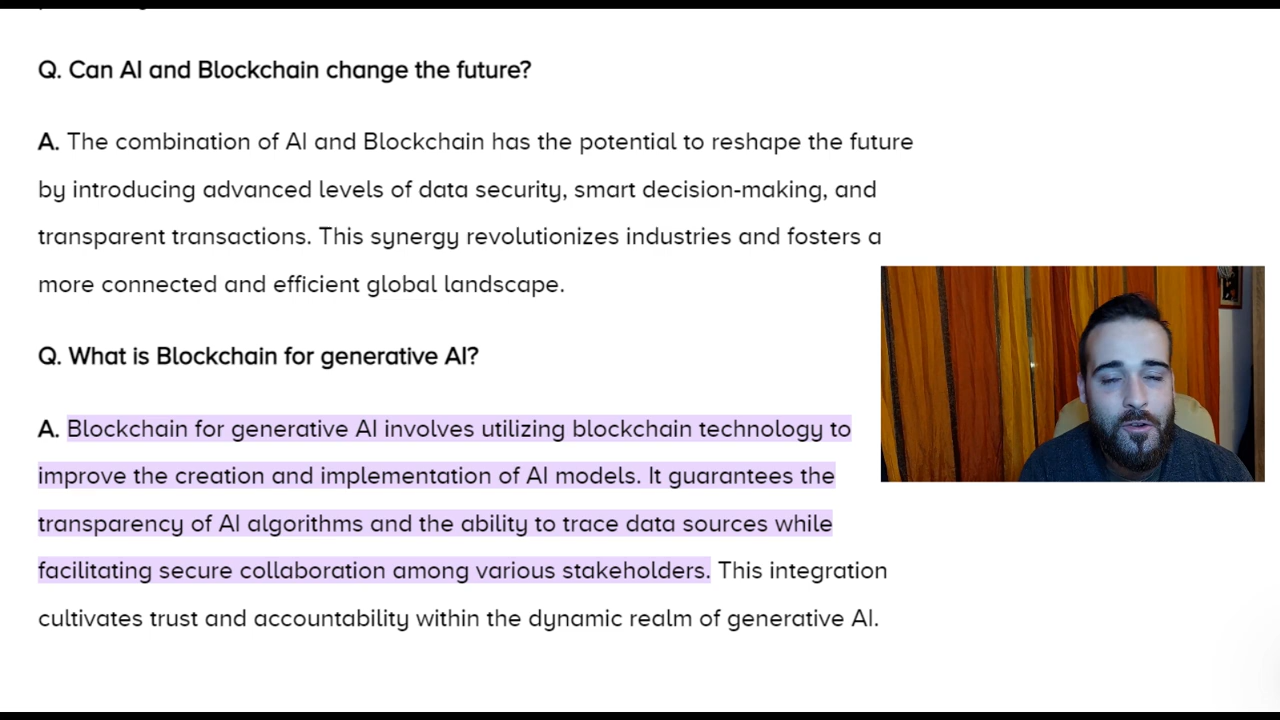 Q. Can AI and Blockchain change the future?
A. The combination of AI and Blockchain has the potential to reshape the future
by introducing advanced levels of data security, smart decision-making, and
transparent transactions. This synergy revolutionizes industries and fosters a
more connected and efficient global landscape.
Q. What is Blockchain for generative AI?
A. Blockchain for generative AI involves utilizing blockchain technology to
improve the creation and implementation of AI models. It guarantees the
transparency of AI algorithms and the ability to trace data sources while
facilitating secure collaboration among various stakeholders. This integration
cultivates trust and accountability within the dynamic realm of generative AI.